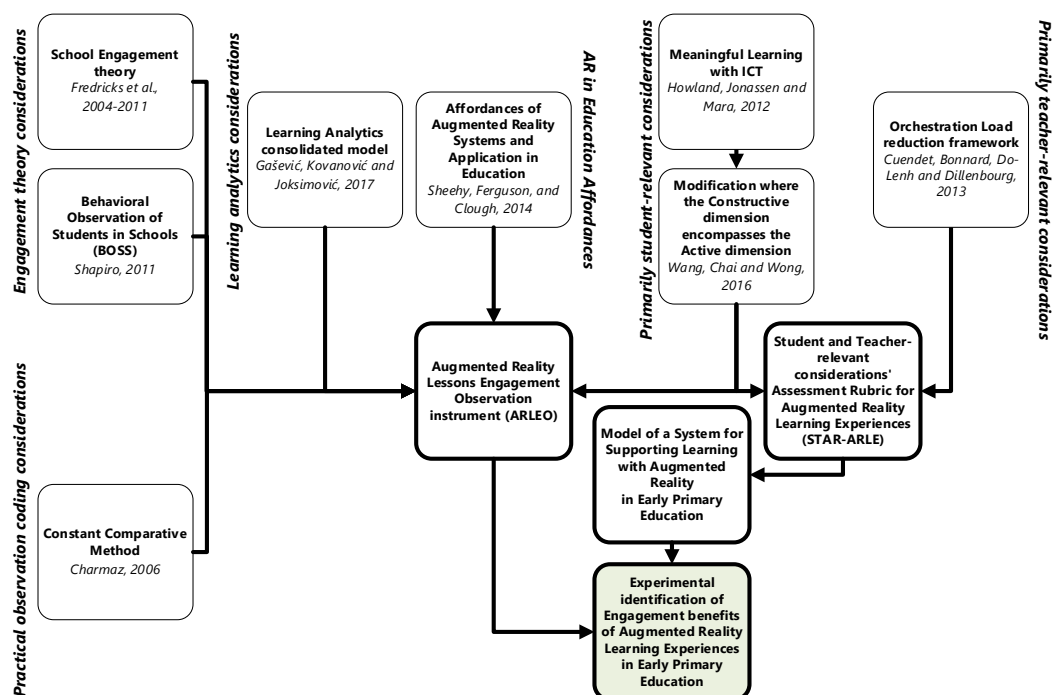 Engagement theory considerations
School Engagement
theory
Fredricks et al.,
2004-2011
Behavioral
Observation of
Students in Schools
(BOSS)
Shapiro, 2011
Practical observation coding considerations
Constant Comparative
Method
Charmaz, 2006
Learning analytics considerations
Learning Analytics
consolidated model
Gašević, Kovanović and
Joksimović, 2017
Affordances of
Augmented Reality
Systems and
Application in
Education
Sheehy, Ferguson, and
Clough, 2014
AR in Education Affordances
Primarily student-relevant considerations
Meaningful Learning
with ICT
Howland, Jonassen and
Mara, 2012
Modification where
the Constructive
dimension
encompasses the
Active dimension
Wang, Chai and Wong,
2016
Orchestration Load
reduction framework
Cuendet, Bonnard, Do-
Lenh and Dillenbourg,
2013
Primarily teacher-relevant considerations
Augmented Reality
Lessons Engagement
Observation
instrument (ARLEO)
Student and Teacher-
relevant
considerations'
Assessment Rubric for
Augmented Reality
Learning Experiences
(STAR-ARLE)
Model of a System for
Supporting Learning
with Augmented
Reality
in Early Primary
Education
Experimental
identification of
Engagement benefits
of Augmented Reality
Learning Experiences
in Early Primary
Education